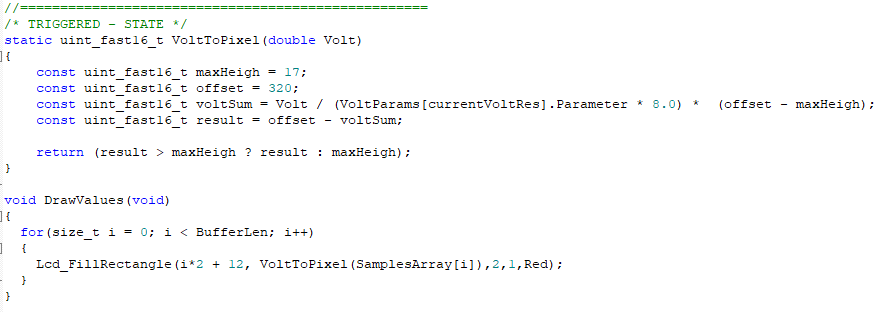 //===================================================
/* TRIGGERED - STATE */
static uint_fast16_t VoltToPixel(double Volt)
{
    const uint_fast16_t maxHeigh = 17;
    const uint_fast16_t offset = 320;
    const uint_fast16_t voltSum = Volt / (VoltParams[currentVoltRes].Parameter * 8.0) *  (offset - maxHeigh);
    const uint_fast16_t result = offset - voltSum;

    return (result > maxHeigh ? result : maxHeigh);
}

void DrawValues(void)
{
  for(size_t i = 0; i < BufferLen; i++)
  {
    Lcd_FillRectangle(i*2 + 12, VoltToPixel(SamplesArray[i]),2,1,Red);
  }
}